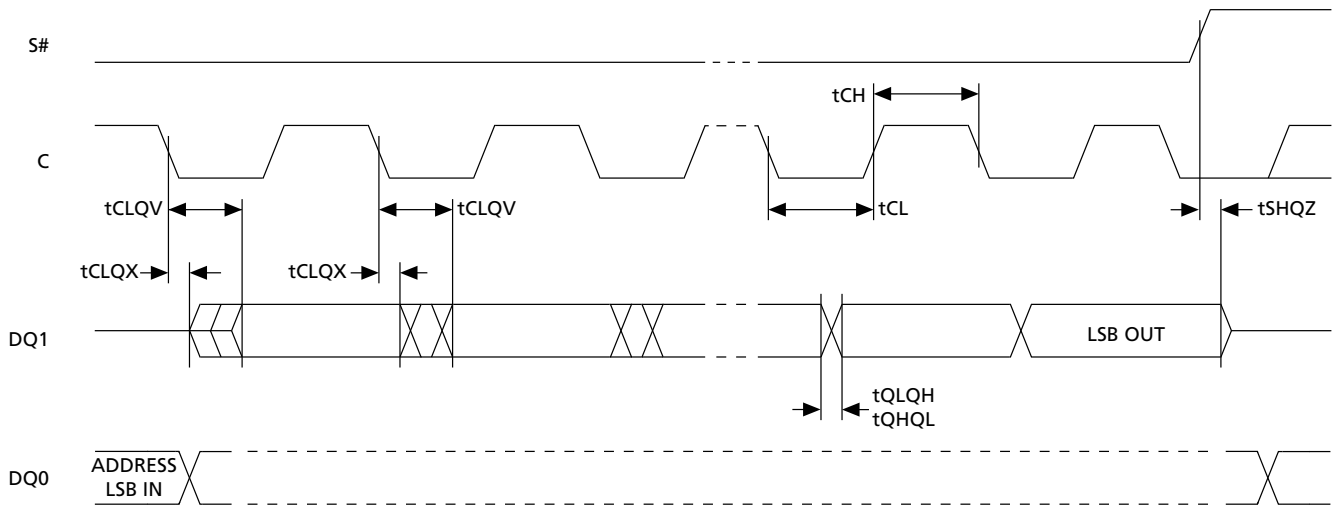 S#
tCH
C
tCLQV
tCLQV
tCL
tSHQZ
tCLQX
tCLQX
DQ1
LSB OUT
tQLQH
tQHQL
DQ0
ADDRESS
LSB IN